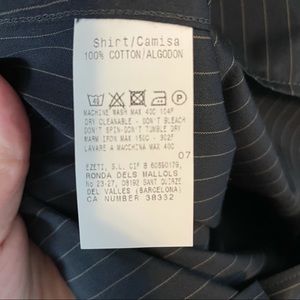 Shirt/Camisa
100% COTTON/ALGODON
40 P
MACHINE WASH MAX 40C 104F
DRY CLEANABLE - DON'T BLEACH
DON'T SPIN-DON'T TUMBLE DRY
WARM IRON MAX 150C - 302F
LAVARE A MACCHINA MAX 40C
07
EZETI, S.L. CIF B 60890179,
RONDA DELS MALLOLS
No 23-27, 08192 SANT QUIRZE
DEL VALLES (BARCELONA)
CA NUMBER 38332